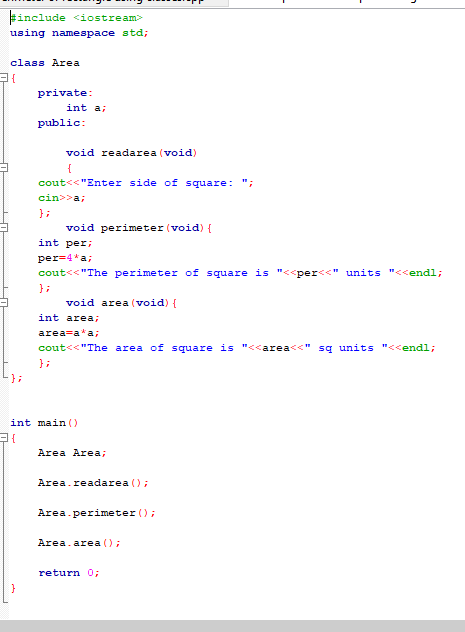 #include <iostream>
using namespace std;
class Area
{
private:
int a;
public:
void readarea(void)
{
cout<<"Enter side of square: ";
cin>>a;
};
void perimeter(void){
int per;
per=4*a;
cout<<"The perimeter of square is "<<per<<" units "<<endl;
};
void area(void){
int area;
area=a*a;
cout<<"The area of square is "<<area<<" sq units "<<endl;
};
};
int main()
{
Area Area;
Area.readarea();
Area.perimeter();
Area.area();
return 0;
}